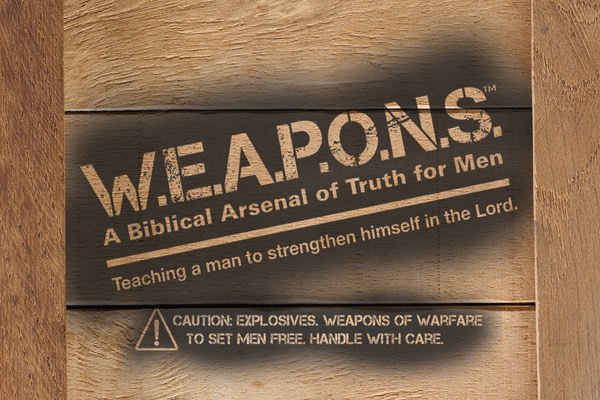 W.E.A.P.O.N.S.™
A Biblical Arsenal of Truth for Men
Teaching a man to strengthen himself in the Lord.
CAUTION: EXPLOSIVES. WEAPONS OF WARFARE
TO SET MEN FREE. HANDLE WITH CARE.